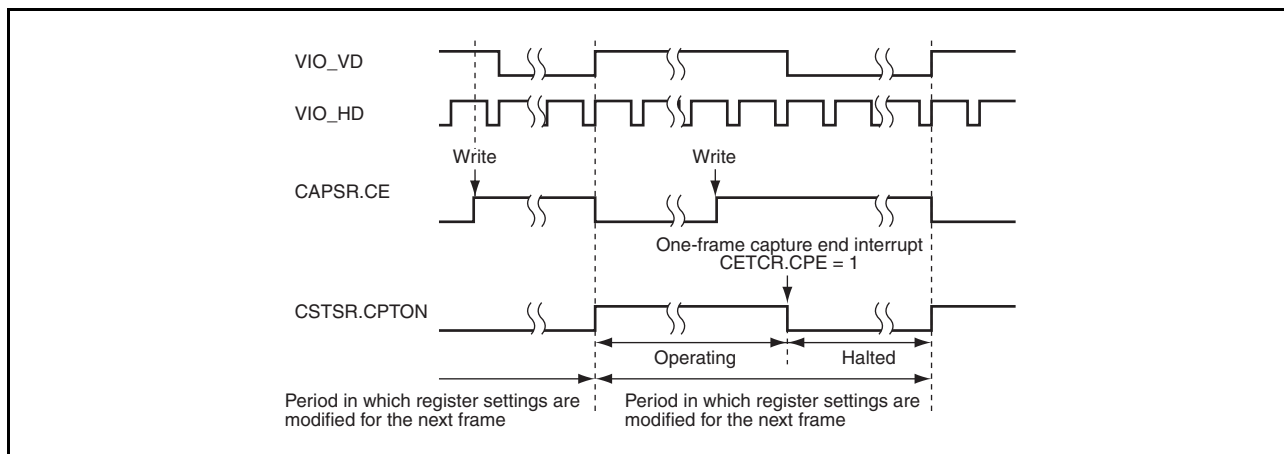 VIO_VD
VIO_HD
Write
Write
CAPSR.CE
One-frame capture end interrupt
CETCR.CPE = 1
CSTSR.CPTON
Operating
Halted
Period in which register settings are
modified for the next frame
Period in which register settings are
modified for the next frame